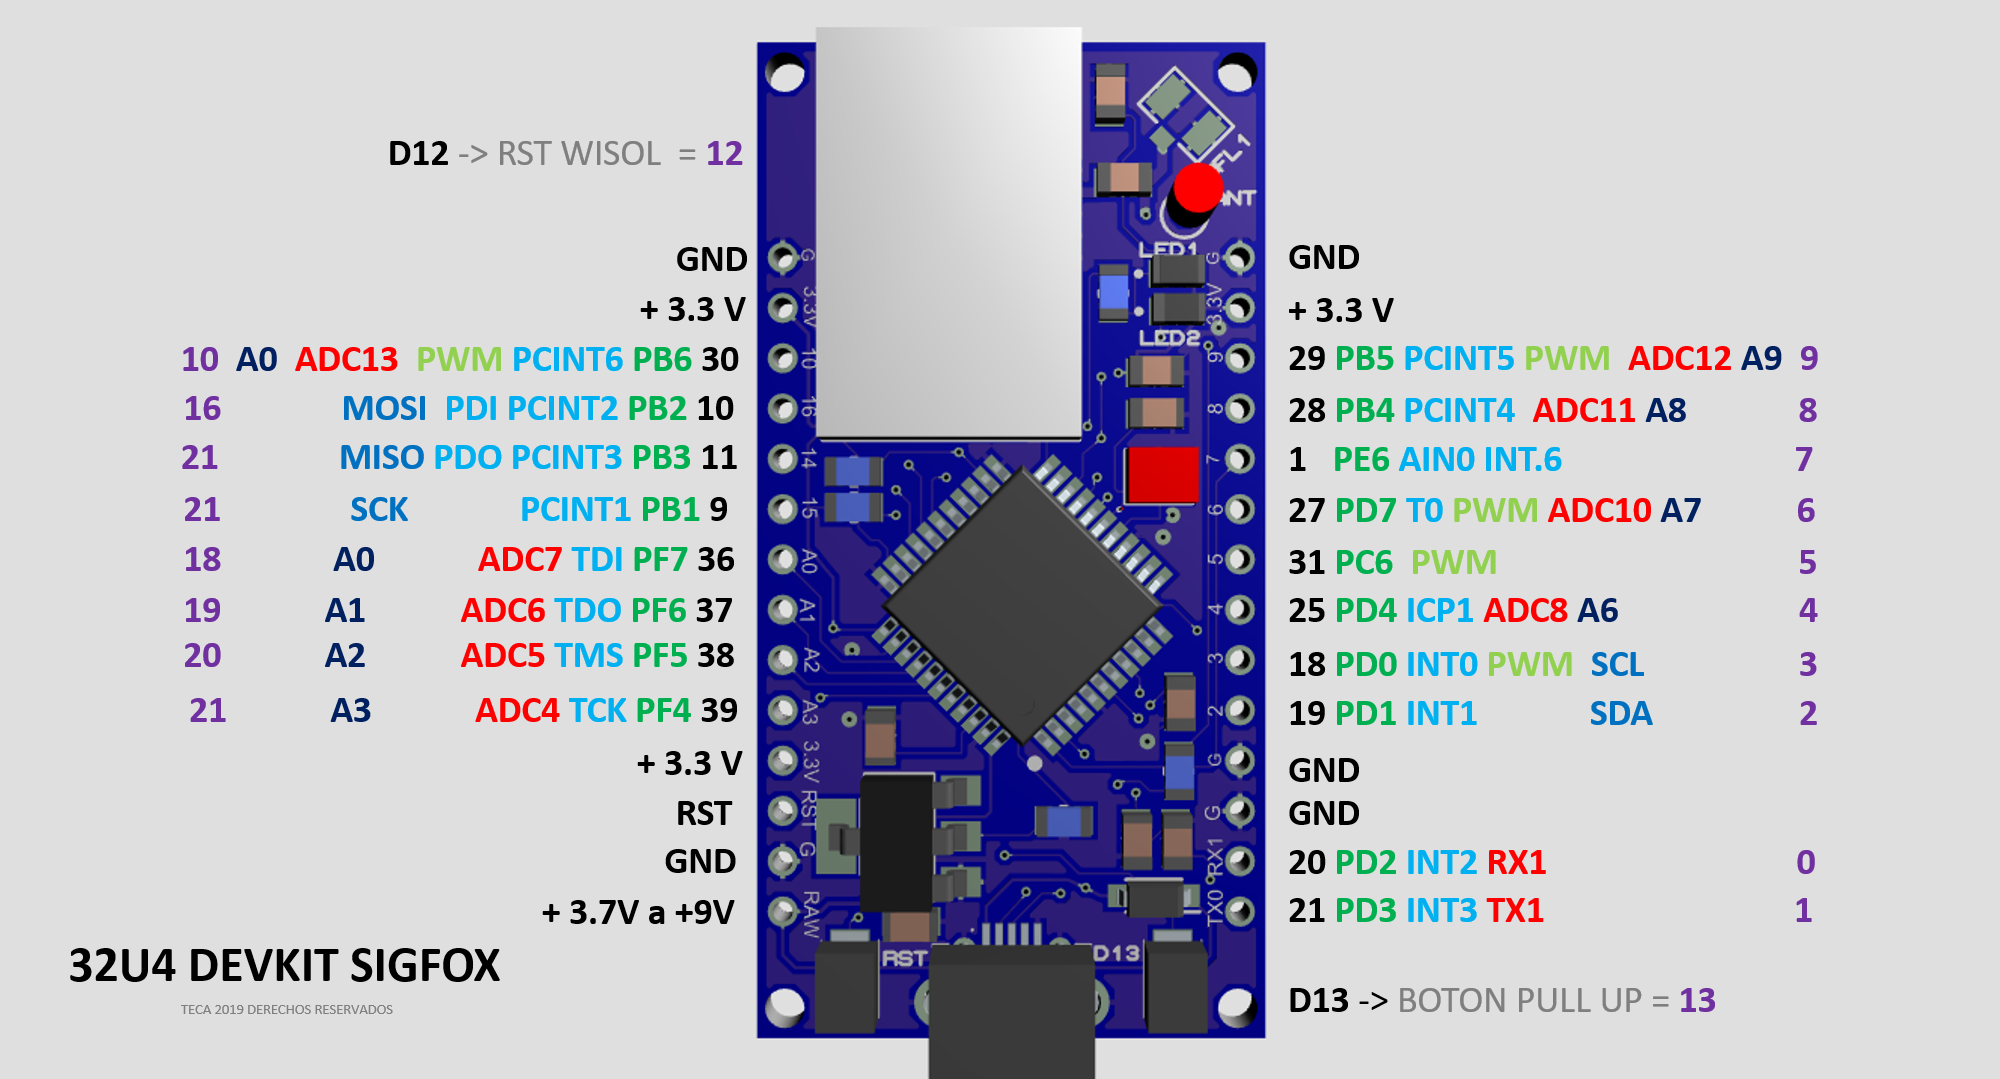 D12 -> RST WISOL = 12
GND
+ 3.3 V
10 A0 ADC13 PWM PCINT6 PB6 30
16 MOSI PDI PCINT2 PB2 10
21 MISO PDO PCINT3 PB3 11
21 SCK PCINT1 PB1 9
18 A0 ADC7 TDI PF7 36
19 A1 ADC6 TDO PF6 37
20 A2 ADC5 TMS PF5 38
21 A3 ADC4 TCK PF4 39
+ 3.3 V
RST
GND
+ 3.7V a +9V
32U4 DEVKIT SIGFOX
TECA 2019 DERECHOS RESERVADOS
G
3.3V
10
16
14
15
A0
A1
A2
A3
3.3V
RST
G
RAW
RST
FL1
ANT
LED1
LED2
G
3.3V
9
8
7
6
5
4
3
2
G
G
RX1
TX0
D13
GND
+ 3.3 V
29 PB5 PCINT5 PWM ADC12 A9 9
28 PB4 PCINT4 ADC11 A8 8
1 PE6 AIN0 INT.6 7
27 PD7 T0 PWM ADC10 A7 6
31 PC6 PWM 5
25 PD4 ICP1 ADC8 A6 4
18 PD0 INT0 PWM SCL 3
19 PD1 INT1 SDA 2
GND
GND
20 PD2 INT2 RX1 0
21 PD3 INT3 TX1 1
D13 -> BOTON PULL UP = 13